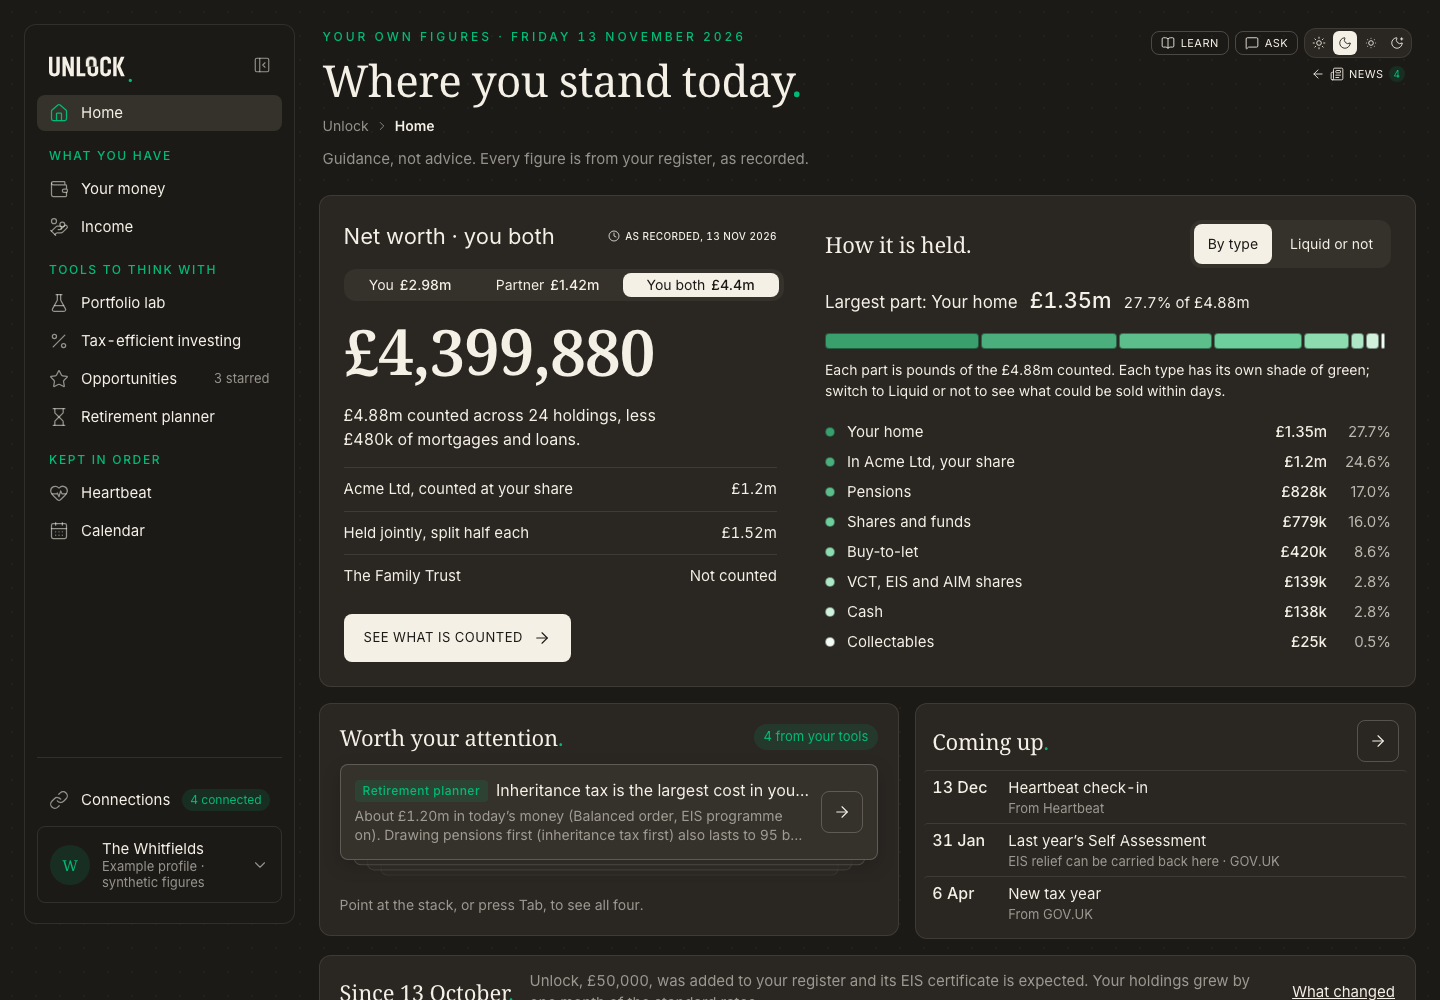 UNLOCK.
Home
WHAT YOU HAVE
Your money
Income
TOOLS TO THINK WITH
Portfolio lab
Tax-efficient investing
Opportunities 3 starred
Retirement planner
KEPT IN ORDER
Heartbeat
Calendar
Connections 4 connected
W
The Whitfields
Example profile ·
synthetic figures
YOUR OWN FIGURES · FRIDAY 13 NOVEMBER 2026
Where you stand today.
Unlock > Home
Guidance, not advice. Every figure is from your register, as recorded.
LEARN
ASK
NEWS 4
Net worth · you both
AS RECORDED, 13 NOV 2026
You £2.98m Partner £1.42m You both £4.4m
£4,399,880
£4.88m counted across 24 holdings, less
£480k of mortgages and loans.
Acme Ltd, counted at your share £1.2m
Held jointly, split half each £1.52m
The Family Trust Not counted
SEE WHAT IS COUNTED
How it is held.
By type Liquid or not
Largest part: Your home £1.35m 27.7% of £4.88m
Each part is pounds of the £4.88m counted. Each type has its own shade of green;
switch to Liquid or not to see what could be sold within days.
Your home £1.35m 27.7%
In Acme Ltd, your share £1.2m 24.6%
Pensions £828k 17.0%
Shares and funds £779k 16.0%
Buy-to-let £420k 8.6%
VCT, EIS and AIM shares £139k 2.8%
Cash £138k 2.8%
Collectables £25k 0.5%
Worth your attention.
4 from your tools
Retirement planner Inheritance tax is the largest cost in you...
About £1.20m in today’s money (Balanced order, EIS programme
on). Drawing pensions first (inheritance tax first) also lasts to 95 b...
Point at the stack, or press Tab, to see all four.
Coming up.
13 Dec Heartbeat check-in
From Heartbeat
31 Jan Last year’s Self Assessment
EIS relief can be carried back here · GOV.UK
6 Apr New tax year
From GOV.UK
Since 13 October.
Unlock, £50,000, was added to your register and its EIS certificate is expected. Your holdings grew by
What changed